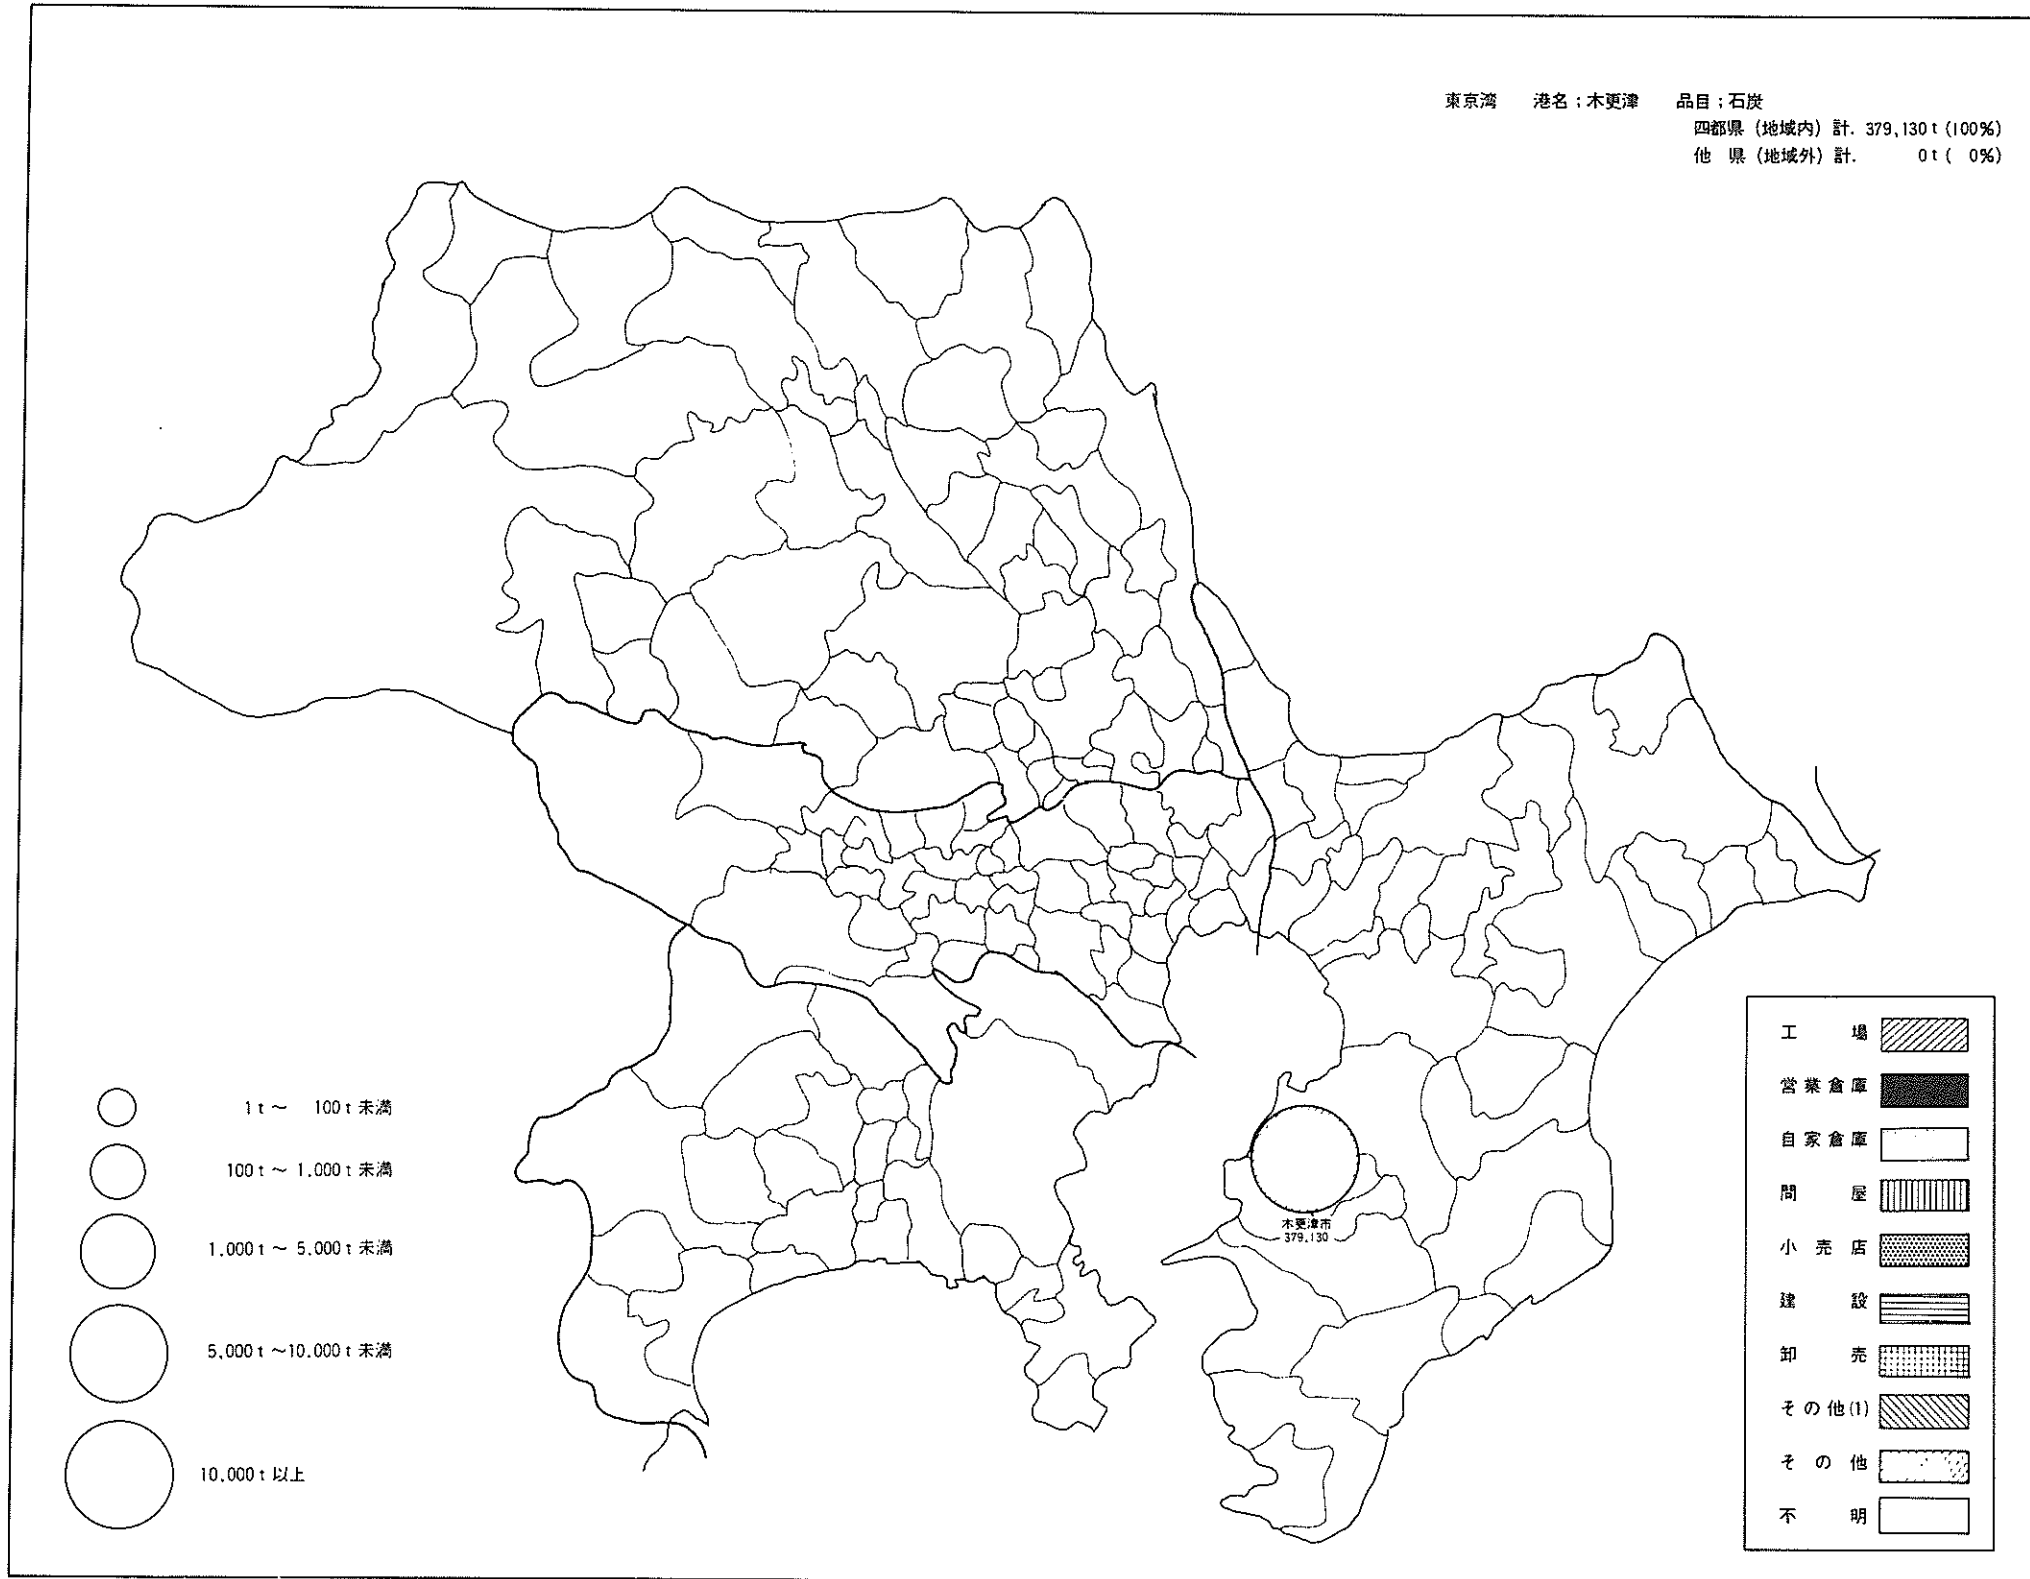 東京湾 港名;木更津 品目;石炭
四都県(地域内)計. 379,130t(100%)
他 県(地域外)計. 0t( 0%)
木更津市
379,130
1t~ 100t未満
100t~1,000t未満
1,000t~5,000t未満
5,000t~10,000t未満
10,000t以上
工場
営業倉庫
自家倉庫
問屋
小売店
建設
卸売
その他(1)
その他
不明